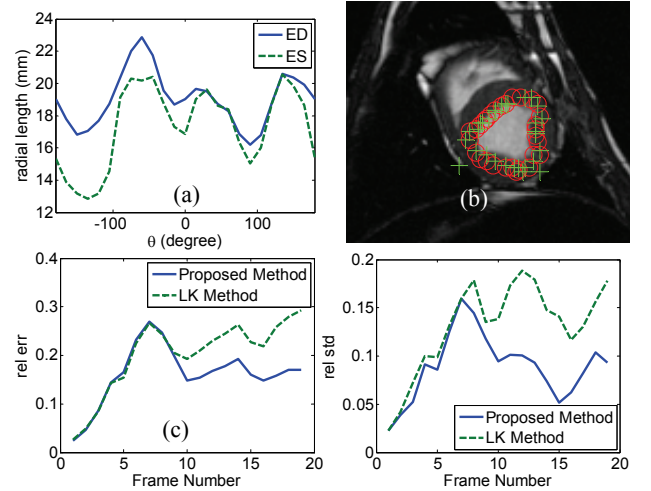 radial length (mm)
24
22
20
18
16
14
12
ED
ES
(a)
-100
0
100
θ (degree)
(b)
rel err
0.4
0.3
0.2
0.1
0
Proposed Method
LK Method
(c)
0
5
10
15
20
Frame Number
rel std
0.2
0.15
0.1
0.05
0
Proposed Method
LK Method
0
5
10
15
20
Frame Number